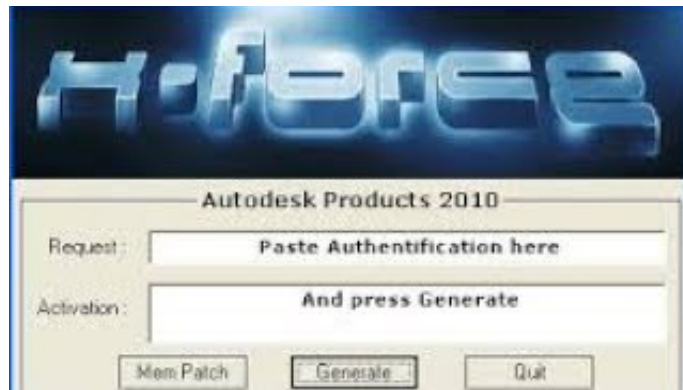 X-FORCE
Autodesk Products 2010
Request : Paste Authentification here
Activation : And press Generate
Mem Patch Generate Quit